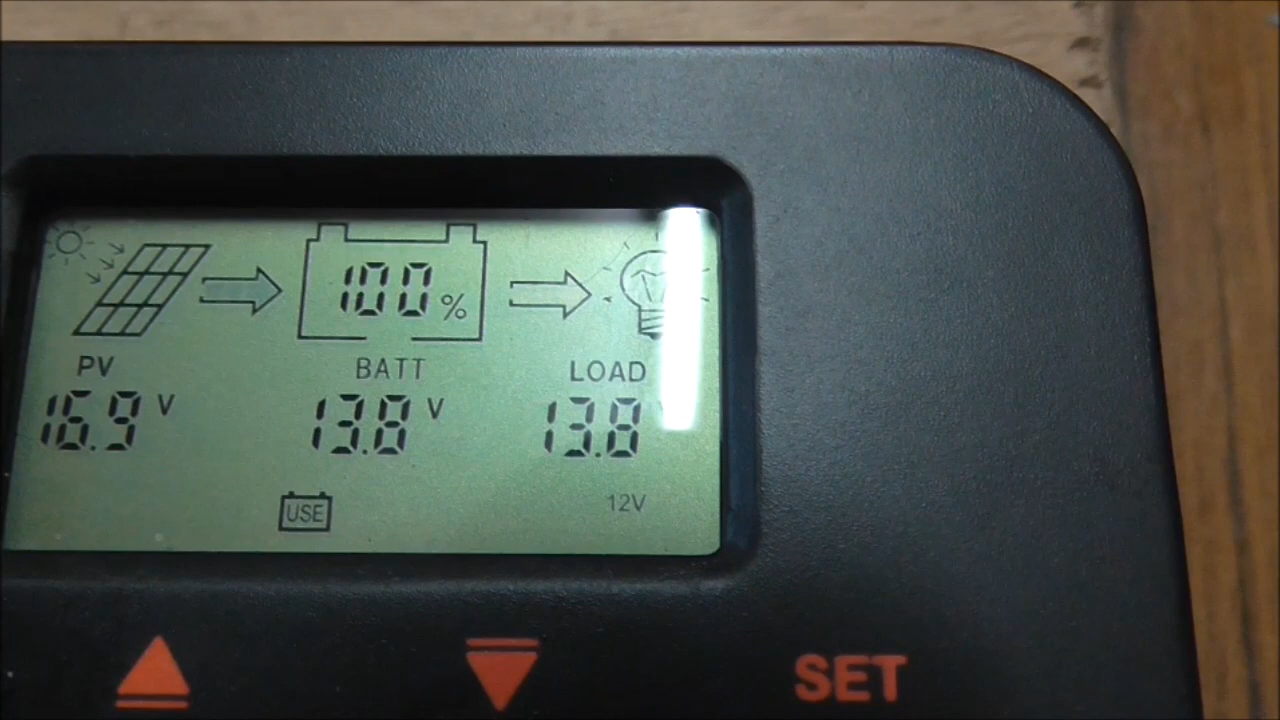 100%
PV BATT LOAD
16.9 V 13.8 V 13.8
USE 12V
SET